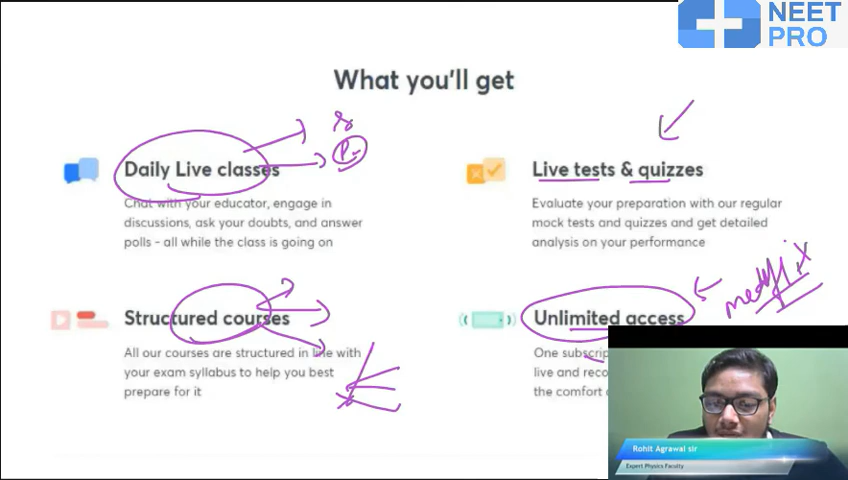 NEET
PRO
What you'll get
Daily Live classes
Chat with your educator, engage in
discussions, ask your doubts, and answer
polls - all while the class is going on
Live tests & quizzes
Evaluate your preparation with our regular
mock tests and quizzes and get detailed
analysis on your performance
Structured courses
All our courses are structured in line with
your exam syllabus to help you best
prepare for it
Unlimited access
One subscrip
live and reco
the comfort
medflix
Rohit Agrawal sir
Expert Physics Faculty